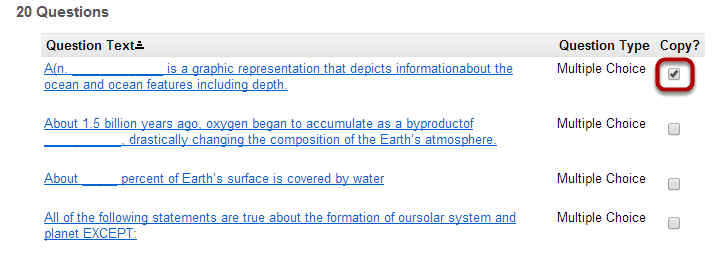 20 Questions
Question Text Question Type Copy?
A(n. _____________ is a graphic representation that depicts informationabout the Multiple Choice
ocean and ocean features including depth.
About 1.5 billion years ago, oxygen began to accumulate as a byproductof Multiple Choice
___________, drastically changing the composition of the Earth's atmosphere.
About _____ percent of Earth's surface is covered by water Multiple Choice
All of the following statements are true about the formation of oursolar system and Multiple Choice
planet EXCEPT: